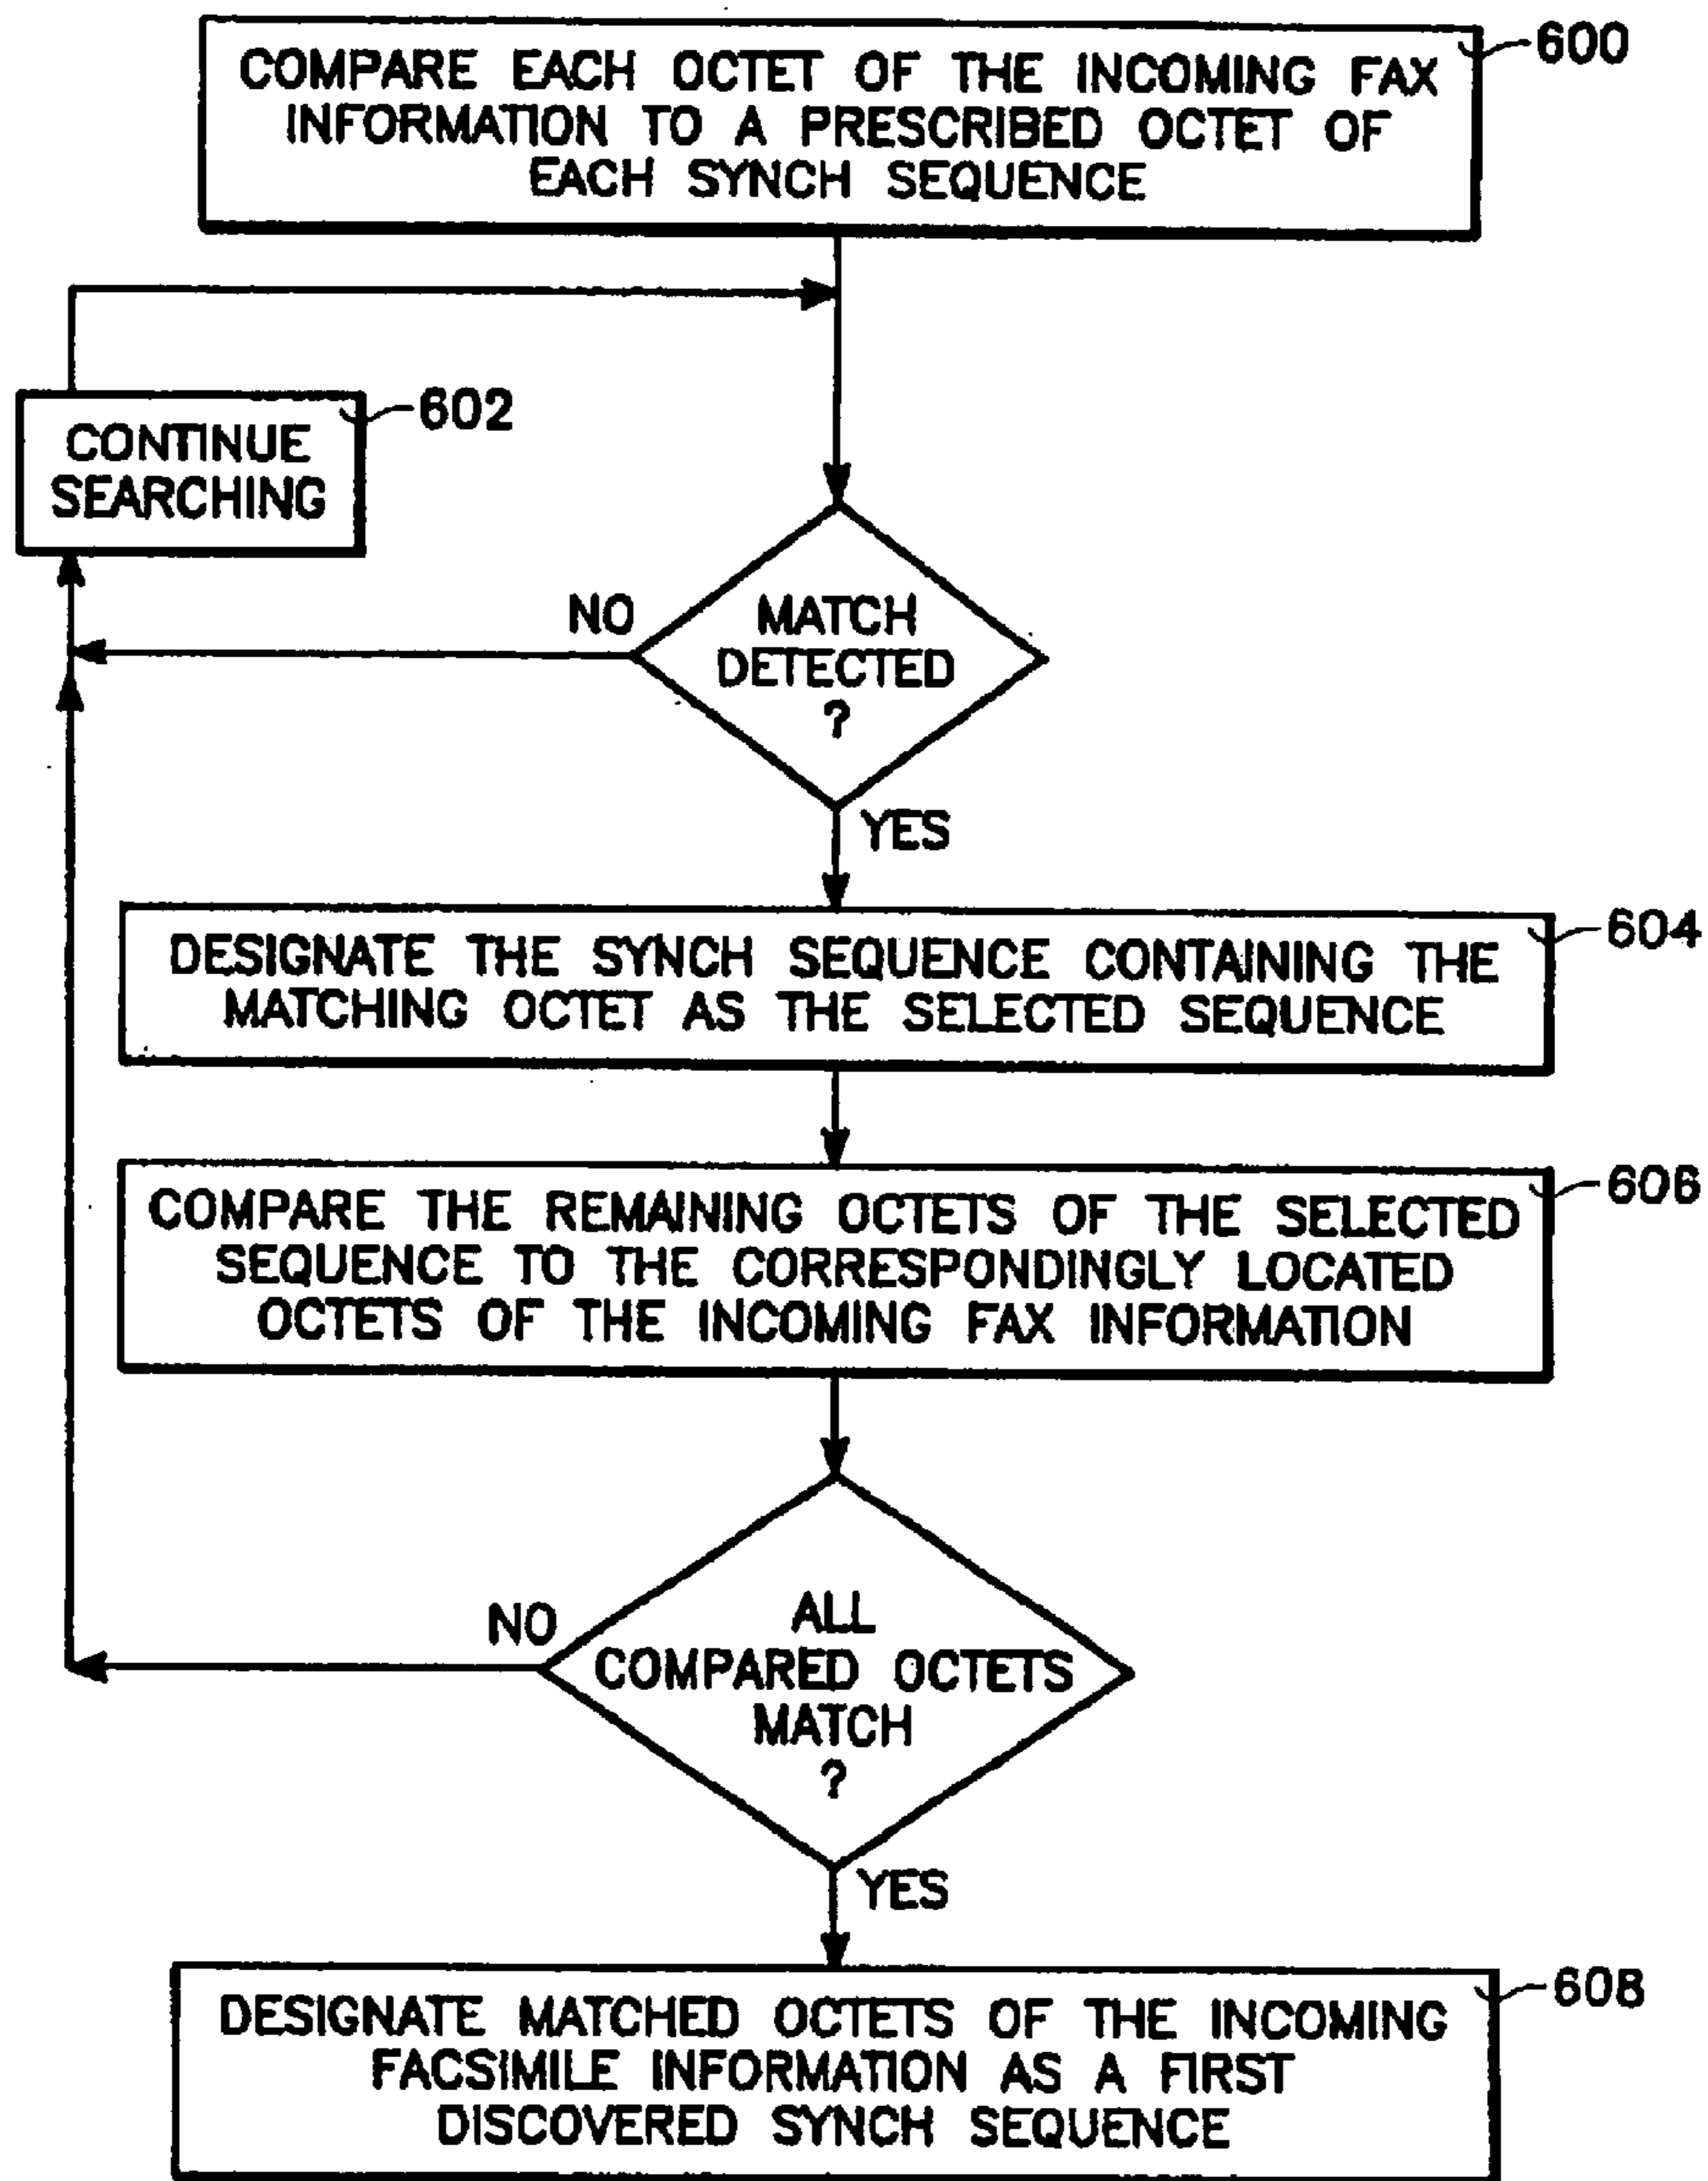 COMPARE EACH OCTET OF THE INCOMING FAX
INFORMATION TO A PRESCRIBED OCTET OF
EACH SYNCH SEQUENCE
600
602
CONTINUE
SEARCHING
NO
MATCH
DETECTED
?
YES
604
DESIGNATE THE SYNCH SEQUENCE CONTAINING THE
MATCHING OCTET AS THE SELECTED SEQUENCE
606
COMPARE THE REMAINING OCTETS OF THE SELECTED
SEQUENCE TO THE CORRESPONDINGLY LOCATED
OCTETS OF THE INCOMING FAX INFORMATION
NO
ALL
COMPARED OCTETS
MATCH
?
YES
608
DESIGNATE MATCHED OCTETS OF THE INCOMING
FACSIMILE INFORMATION AS A FIRST
DISCOVERED SYNCH SEQUENCE